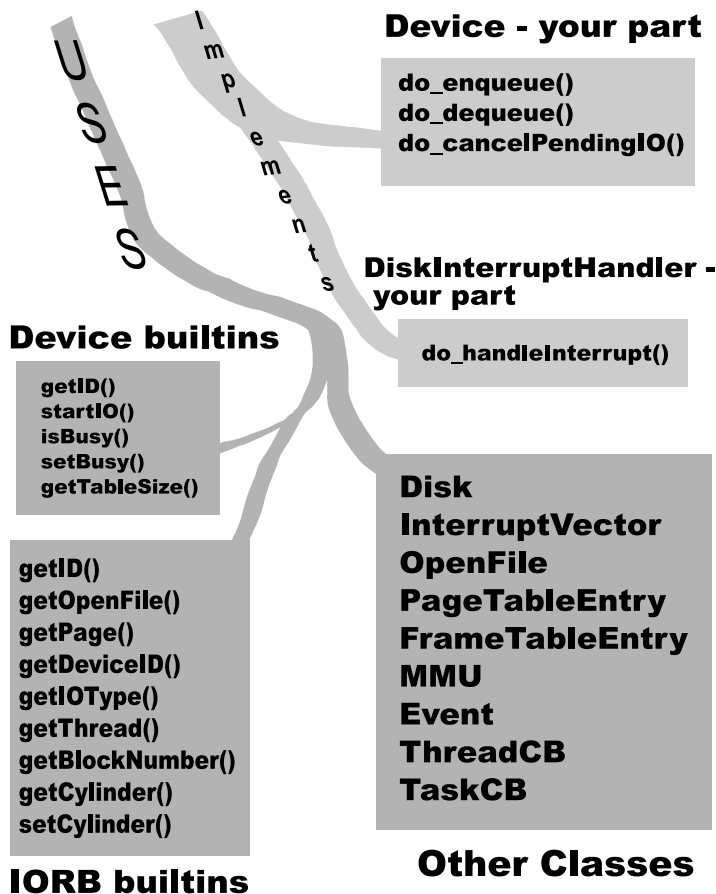 USES
Implements
Device - your part
do_enqueue()
do_dequeue()
do_cancelPendingIO()
DiskInterruptHandler -
your part
do_handleInterrupt()
Device builtins
getID()
startIO()
isBusy()
setBusy()
getTableSize()
getID()
getOpenFile()
getPage()
getDeviceID()
getIOType()
getThread()
getBlockNumber()
getCylinder()
setCylinder()
IORB builtins
Disk
InterruptVector
OpenFile
PageTableEntry
FrameTableEntry
MMU
Event
ThreadCB
TaskCB
Other Classes